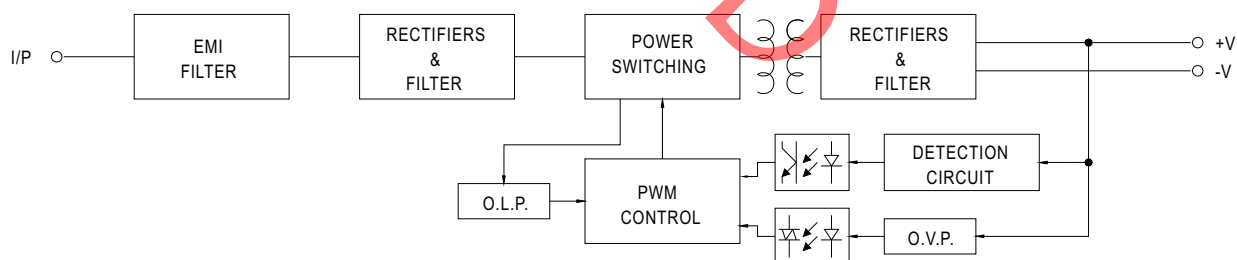 I/P
EMI
FILTER
RECTIFIERS
&
FILTER
POWER
SWITCHING
RECTIFIERS
&
FILTER
+V
-V
O.L.P.
PWM
CONTROL
DETECTION
CIRCUIT
O.V.P.